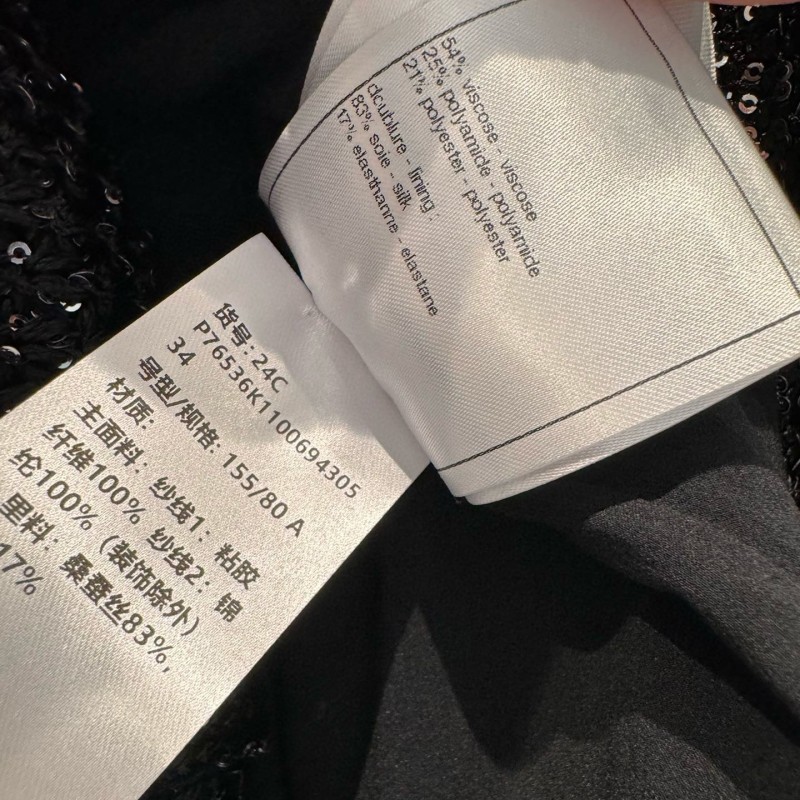 54% viscose - viscose
25% polyamide - polyamide
21% polyester - polyester
doublure - lining :
83% soie - silk
17% elasthanne - elastane
货号: 24C
P76536K1100694305
34
号型/规格: 155/80 A
材质:
主面料: 纱线1: 粘胶
纤维100% 纱线2: 锦
纶100% (装饰除外)
里料: 桑蚕丝83%,
17%